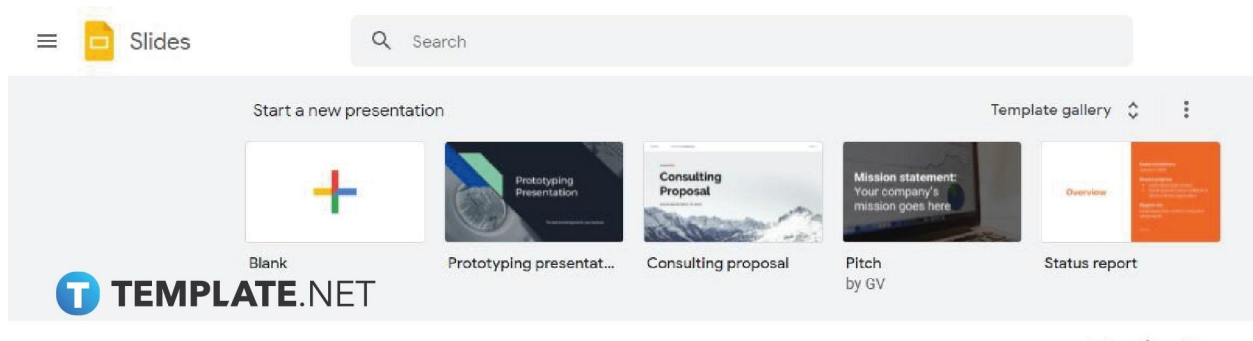 Slides
Search
Start a new presentation
Template gallery
Prototyping
Presentation
Consulting
Proposal
Mission statement:
Your company's
mission goes here
Overview
Blank
Prototyping presentat...
Consulting proposal
Pitch
by GV
Status report
T TEMPLATE.NET